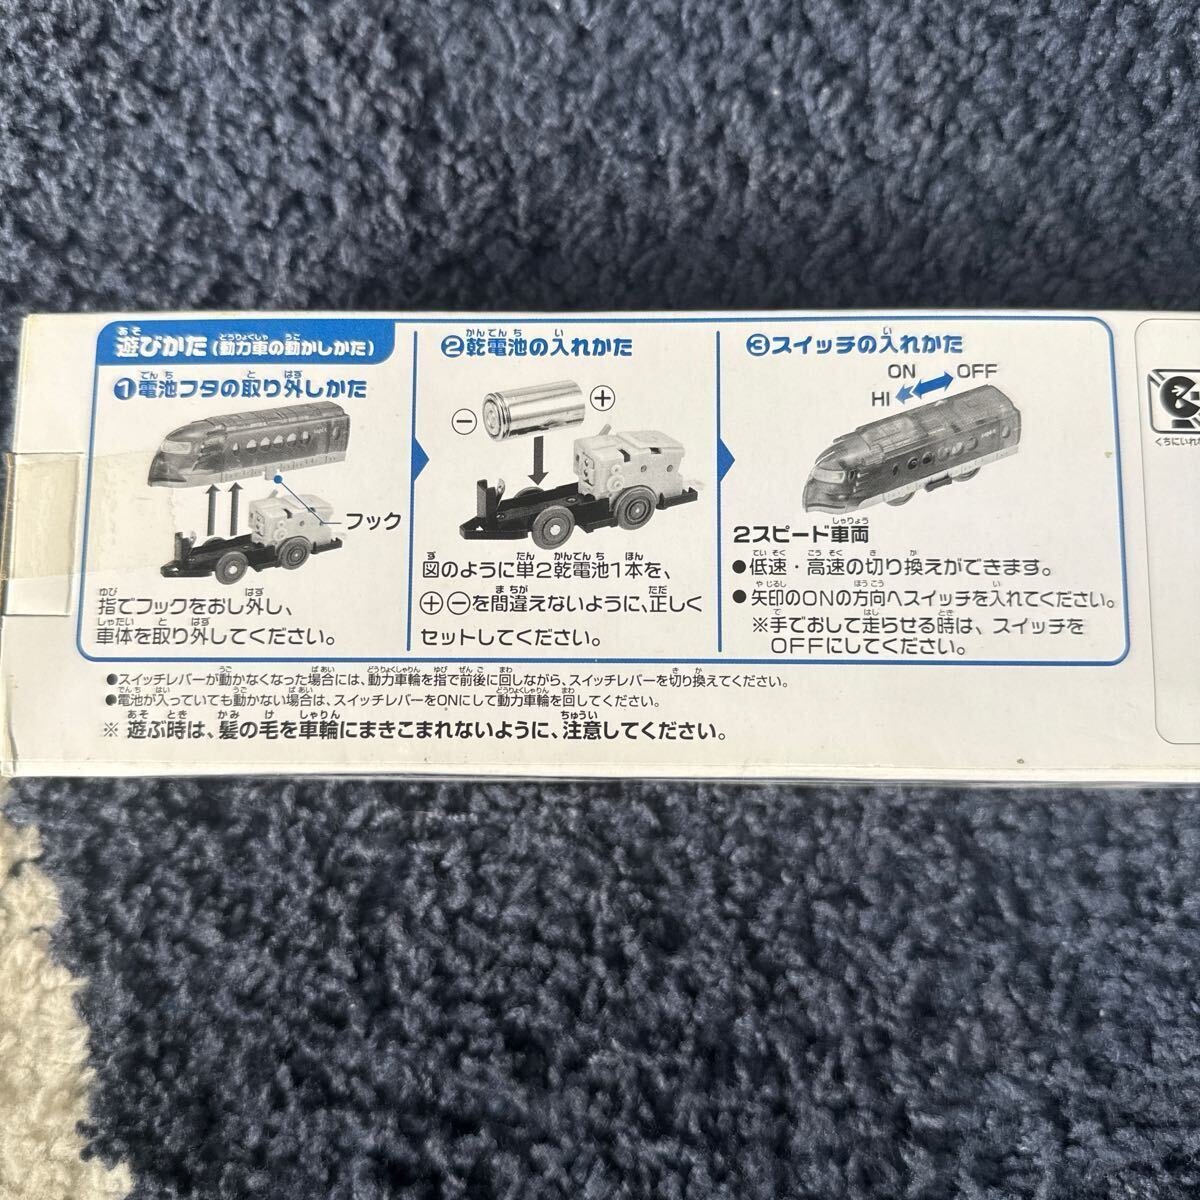 遊びかた(動力車の動かしかた)
❶電池フタの取り外しかた
フック
指でフックをおし外し、
車体を取り外してください。
❷乾電池の入れかた
⊖
⊕
図のように単2乾電池1本を、
⊕⊖を間違えないように、正しく
セットしてください。
❸スイッチの入れかた
ON
OFF
HI
2スピード車両
●低速・高速の切り換えができます。
●矢印のONの方向へスイッチを入れてください。
※手でおして走らせる時は、スイッチを
OFFにしてください。
●スイッチレバーが動かなくなった場合には、動力車輪を指で前後に回しながら、スイッチレバーを切り換えてください。
●電池が入っていても動かない場合は、スイッチレバーをONにして動力車輪を回してください。
※ 遊ぶ時は、髪の毛を車輪にまきこまれないように、注意してください。
くちにいれな